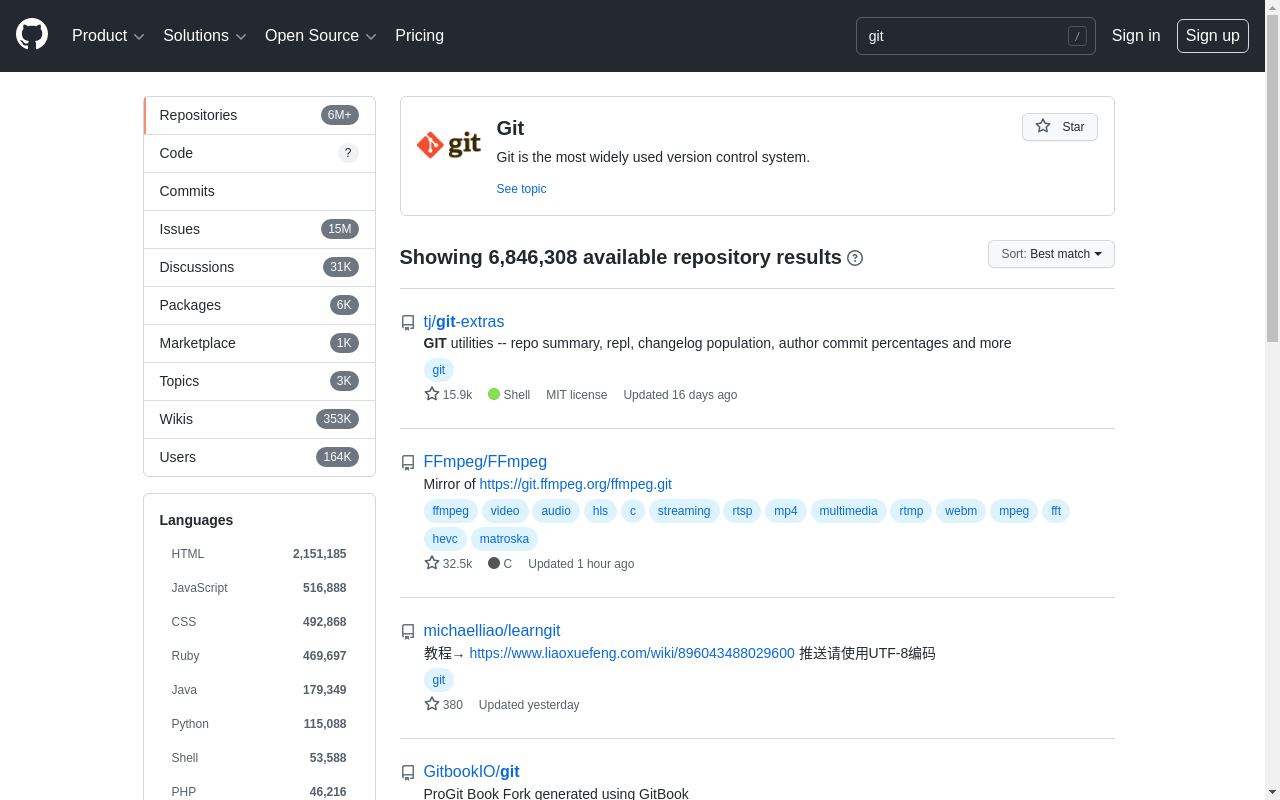 Product
Solutions
Open Source
Pricing
git
/
Sign in
Sign up
Repositories 6M+
Code ?
Commits
Issues 15M
Discussions 31K
Packages 6K
Marketplace 1K
Topics 3K
Wikis 353K
Users 164K
Languages
HTML 2,151,185
JavaScript 516,888
CSS 492,868
Ruby 469,697
Java 179,349
Python 115,088
Shell 53,588
PHP 46,216
git
Git
Star
Git is the most widely used version control system.
See topic
Showing 6,846,308 available repository results
Sort: Best match
tj/git-extras
GIT utilities -- repo summary, repl, changelog population, author commit percentages and more
git
15.9k Shell MIT license Updated 16 days ago
FFmpeg/FFmpeg
Mirror of https://git.ffmpeg.org/ffmpeg.git
ffmpeg video audio hls c streaming rtsp mp4 multimedia rtmp webm mpeg fft
hevc matroska
32.5k C Updated 1 hour ago
michaelliao/learngit
教程→ https://www.liaoxuefeng.com/wiki/896043488029600 推送请使用UTF-8编码
git
380 Updated yesterday
GitbookIO/git
ProGit Book Fork generated using GitBook